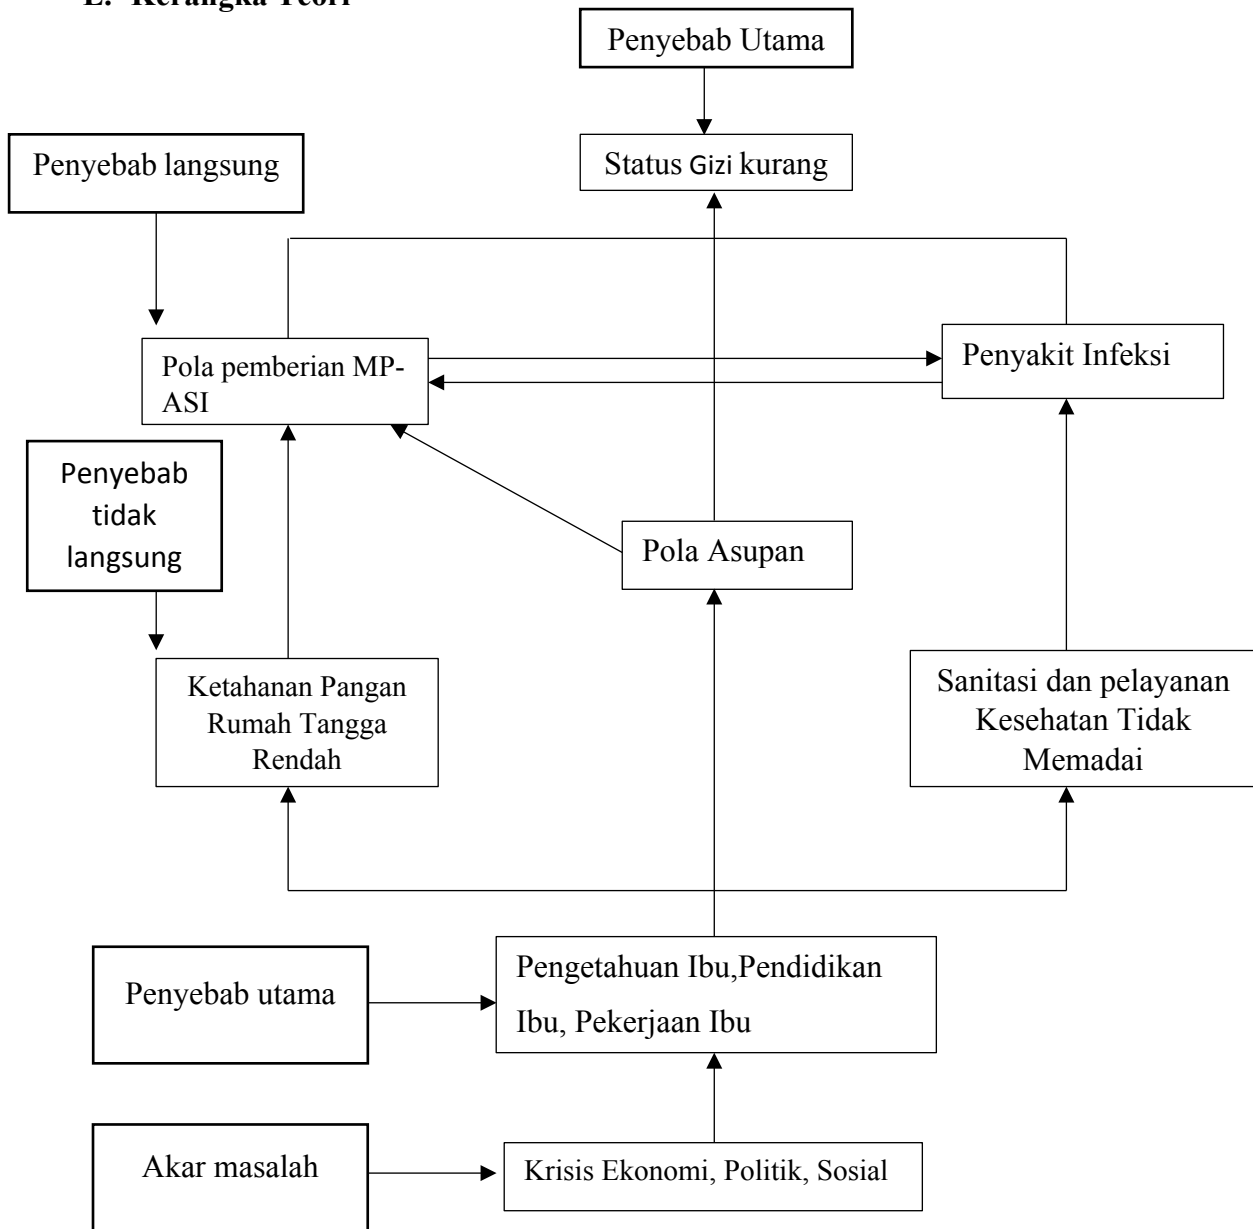 E. Kerangka Teori
Penyebab Utama
Penyebab langsung
Status Gizi kurang
Pola pemberian MP-
ASI
Penyakit Infeksi
Penyebab
tidak
langsung
Pola Asupan
Ketahanan Pangan
Rumah Tangga
Rendah
Sanitasi dan pelayanan
Kesehatan Tidak
Memadai
Penyebab utama
Pengetahuan Ibu,Pendidikan
Ibu, Pekerjaan Ibu
Akar masalah
Krisis Ekonomi, Politik, Sosial